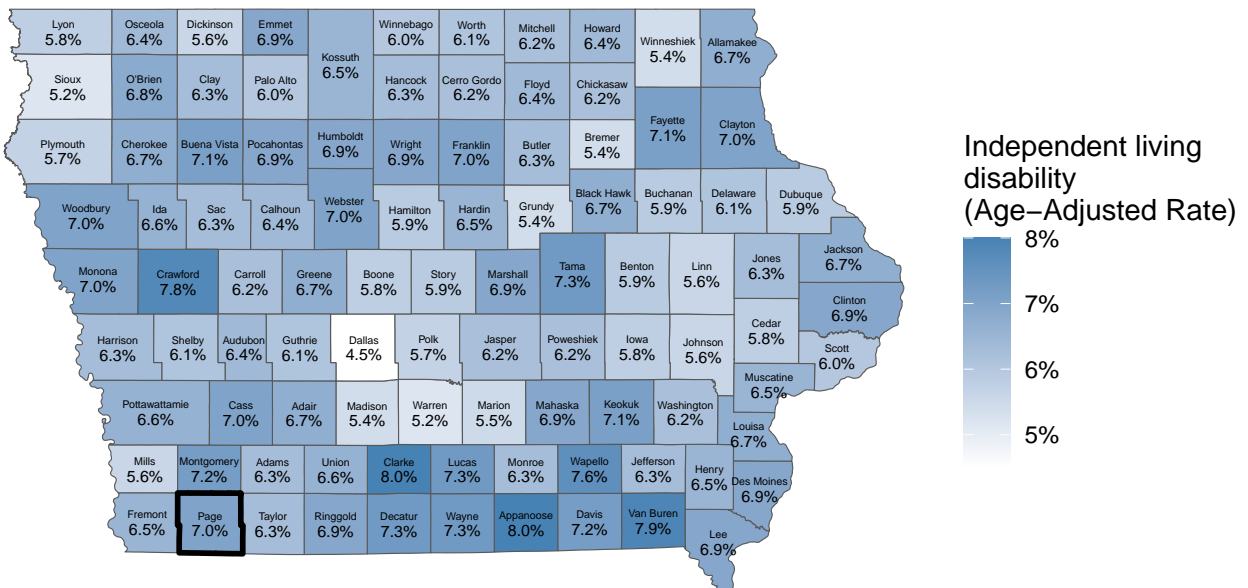 Lyon
5.8%
Osceola
6.4%
Dickinson
5.6%
Emmet
6.9%
Kossuth
6.5%
Winnebago
6.0%
Worth
6.1%
Mitchell
6.2%
Howard
6.4%
Winneshiek
5.4%
Allamakee
6.7%
Sioux
5.2%
O'Brien
6.8%
Clay
6.3%
Palo Alto
6.0%
Hancock
6.3%
Cerro Gordo
6.2%
Floyd
6.4%
Chickasaw
6.2%
Fayette
7.1%
Clayton
7.0%
Plymouth
5.7%
Cherokee
6.7%
Buena Vista
7.1%
Pocahontas
6.9%
Humboldt
6.9%
Wright
6.9%
Franklin
7.0%
Butler
6.3%
Bremer
5.4%
Woodbury
7.0%
Ida
6.6%
Sac
6.3%
Calhoun
6.4%
Webster
7.0%
Hamilton
5.9%
Hardin
6.5%
Grundy
5.4%
Black Hawk
6.7%
Buchanan
5.9%
Delaware
6.1%
Dubuque
5.9%
Monona
7.0%
Crawford
7.8%
Carroll
6.2%
Greene
6.7%
Boone
5.8%
Story
5.9%
Marshall
6.9%
Tama
7.3%
Benton
5.9%
Linn
5.6%
Jones
6.3%
Jackson
6.7%
Clinton
6.9%
Harrison
6.3%
Shelby
6.1%
Audubon
6.4%
Guthrie
6.1%
Dallas
4.5%
Polk
5.7%
Jasper
6.2%
Poweshiek
6.2%
Iowa
5.8%
Johnson
5.6%
Cedar
5.8%
Scott
6.0%
Muscatine
6.5%
Pottawattamie
6.6%
Cass
7.0%
Adair
6.7%
Madison
5.4%
Warren
5.2%
Marion
5.5%
Mahaska
6.9%
Keokuk
7.1%
Washington
6.2%
Louisa
6.7%
Mills
5.6%
Montgomery
7.2%
Adams
6.3%
Union
6.6%
Clarke
8.0%
Lucas
7.3%
Monroe
6.3%
Wapello
7.6%
Jefferson
6.3%
Henry
6.5%
Des Moines
6.9%
Fremont
6.5%
Page
7.0%
Taylor
6.3%
Ringgold
6.9%
Decatur
7.3%
Wayne
7.3%
Appanoose
8.0%
Davis
7.2%
Van Buren
7.9%
Lee
6.9%
Independent living
disability
(Age−Adjusted Rate)
8%
7%
6%
5%